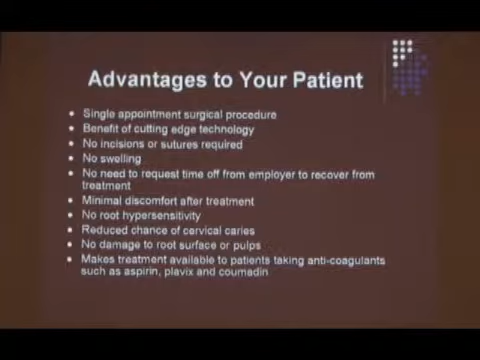 Advantages to Your Patient
Single appointment surgical procedure
Benefit of cutting edge technology
No incisions or sutures required
No swelling
No need to request time off from employer to recover from
treatment
Minimal discomfort after treatment
No root hypersensitivity
Reduced chance of cervical caries
No damage to root surface or pulps
Makes treatment available to patients taking anti-coagulants
such as aspirin, plavix and coumadin